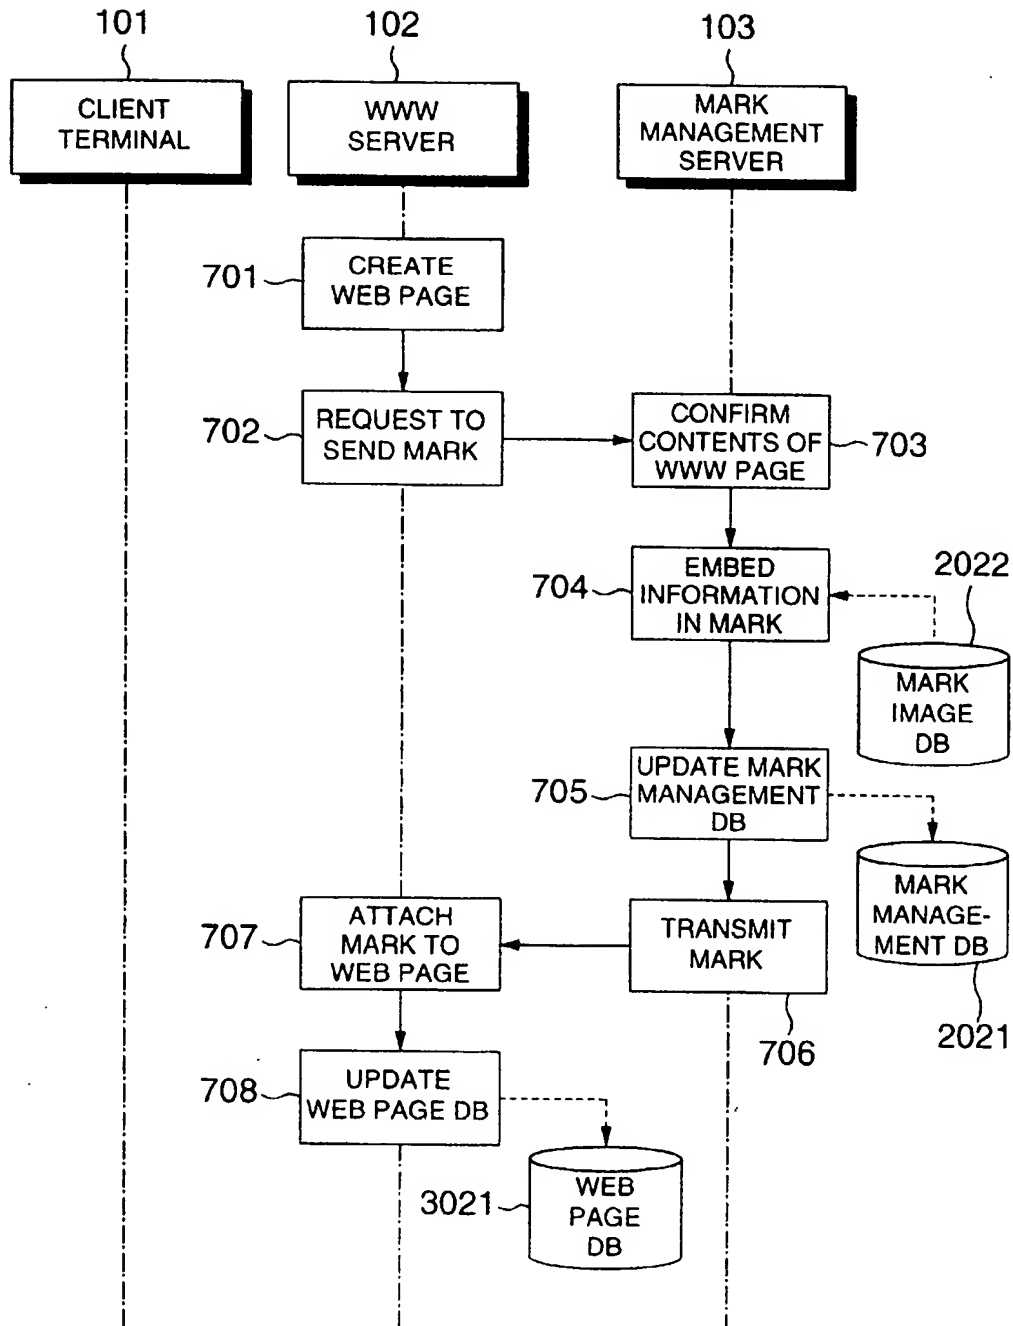 101
102
103
CLIENT
TERMINAL
WWW
SERVER
MARK
MANAGEMENT
SERVER
701
CREATE
WEB PAGE
702
REQUEST TO
SEND MARK
CONFIRM
CONTENTS OF
WWW PAGE
703
704
EMBED
INFORMATION
IN MARK
2022
MARK
IMAGE
DB
705
UPDATE MARK
MANAGEMENT
DB
MARK
MANAGE-
MENT DB
2021
707
ATTACH
MARK TO
WEB PAGE
TRANSMIT
MARK
706
708
UPDATE
WEB PAGE DB
3021
WEB
PAGE
DB